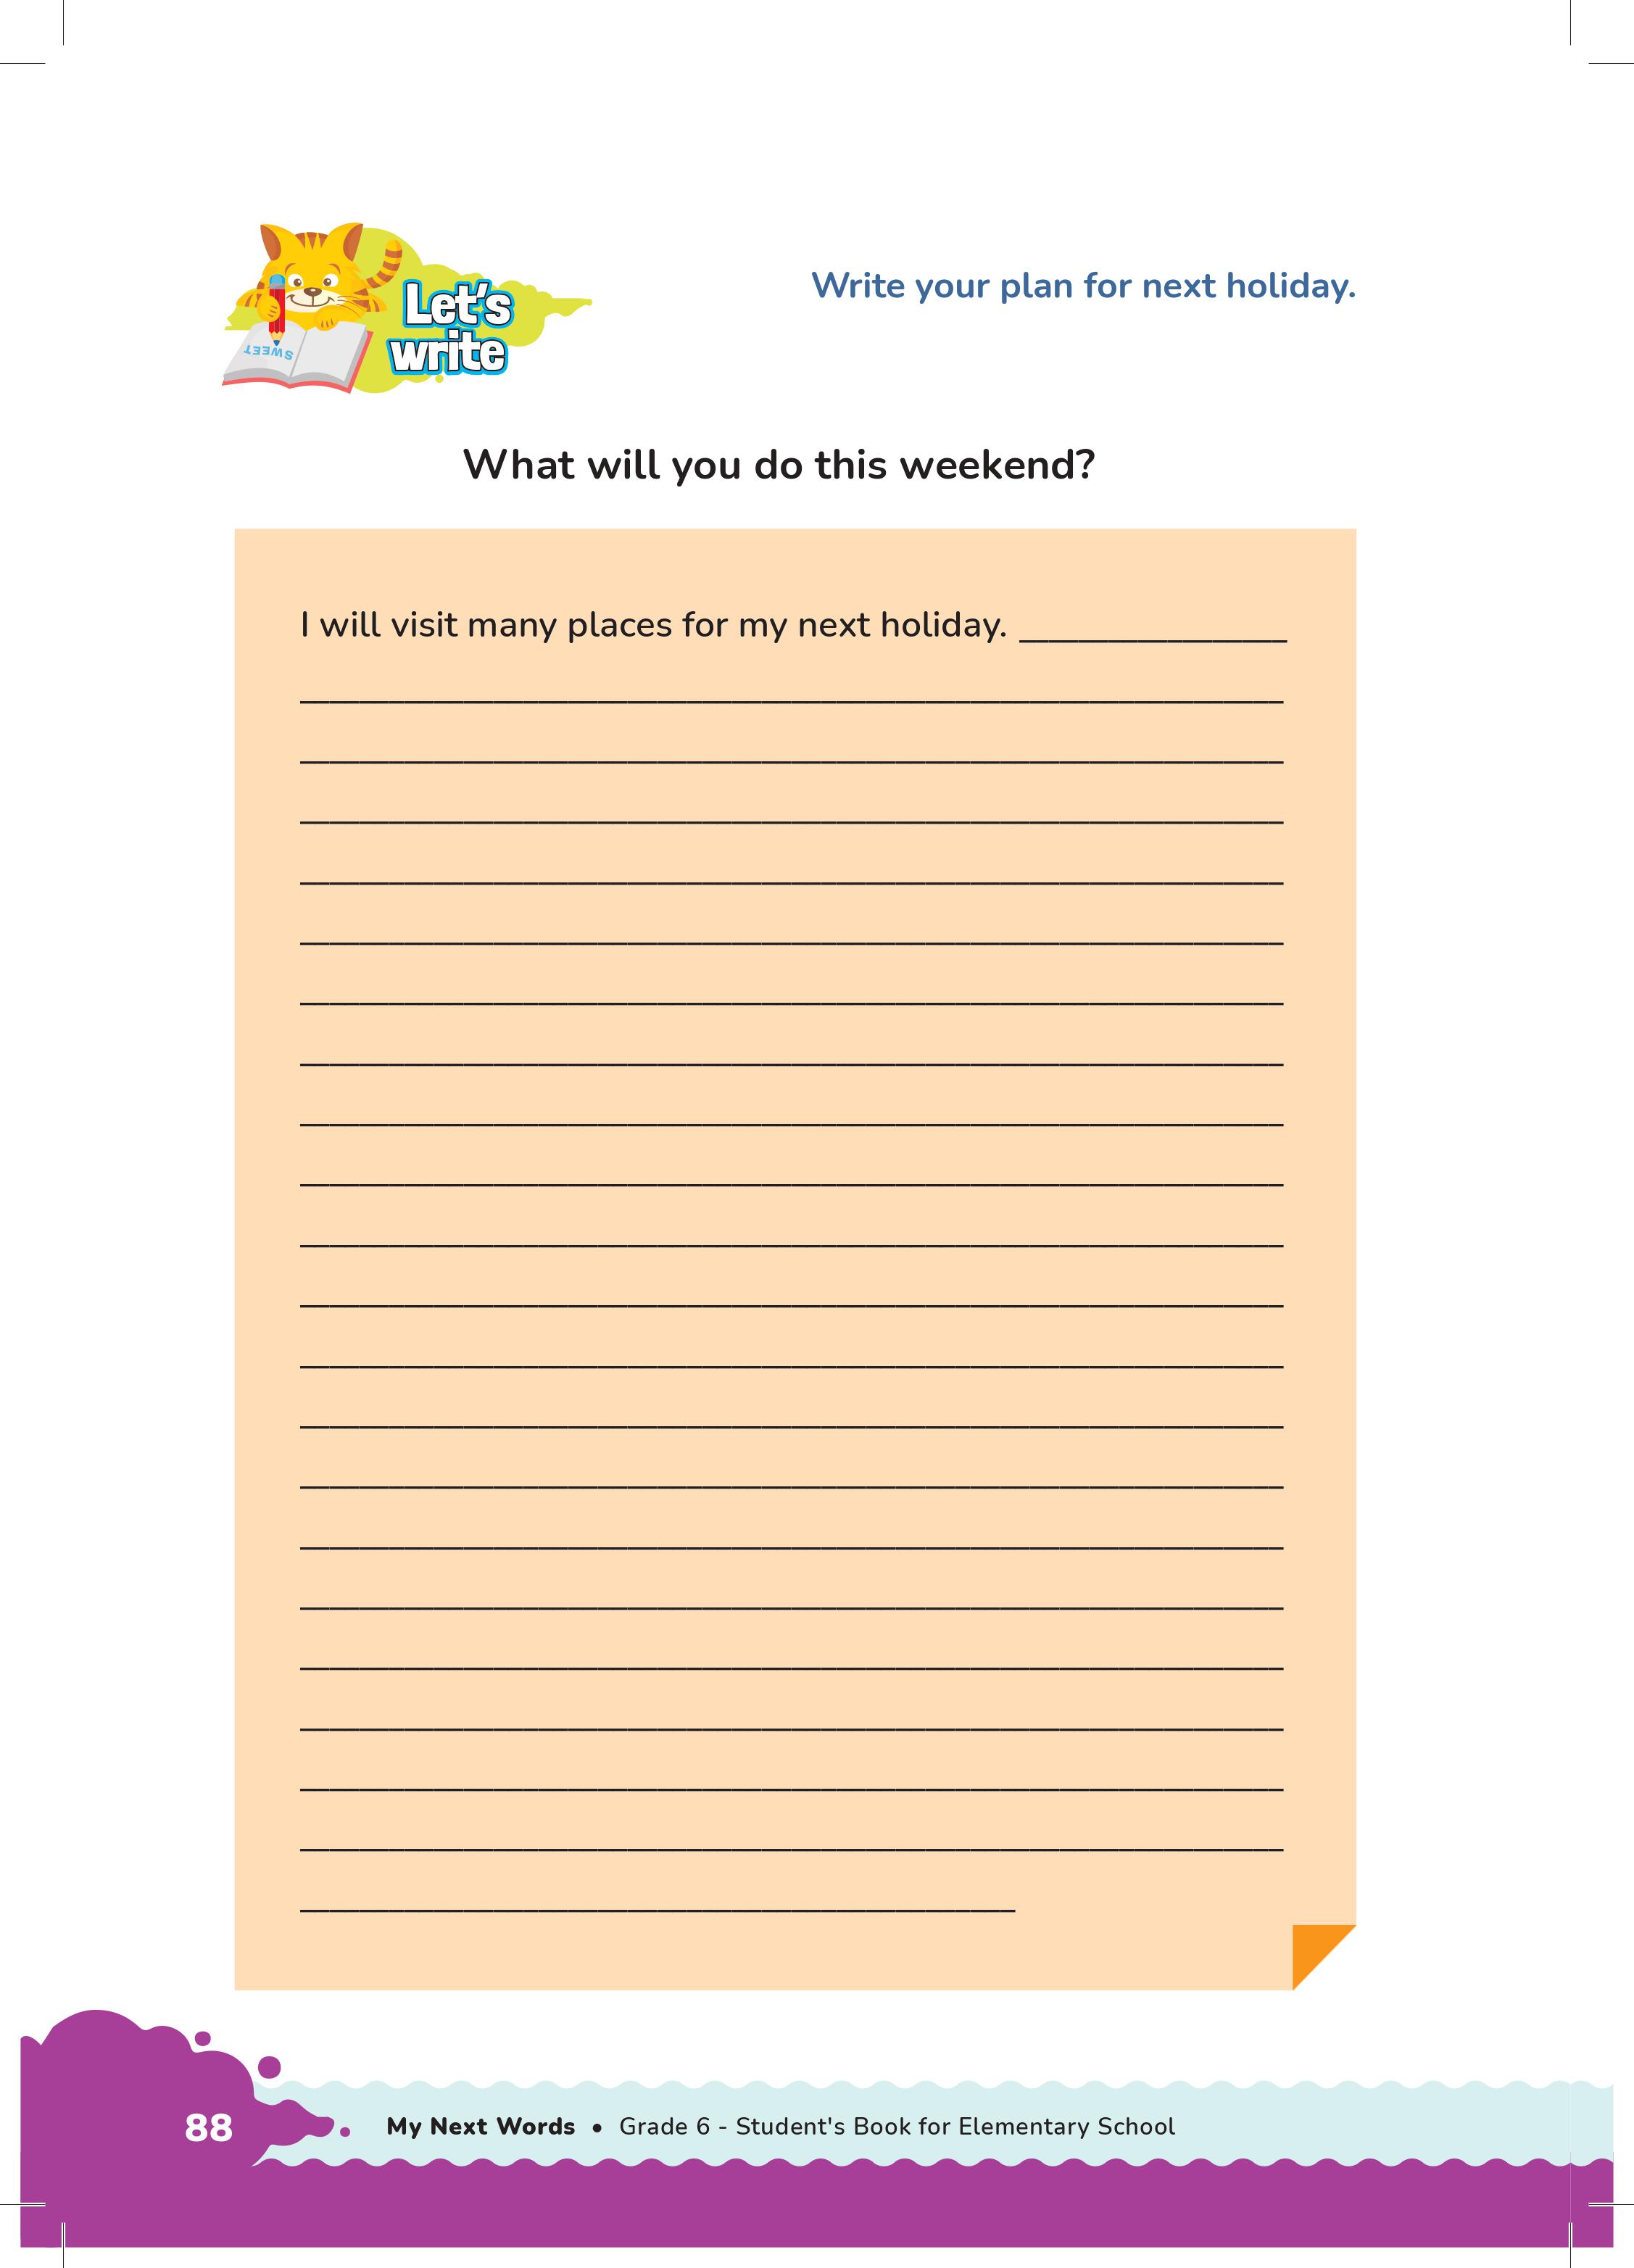 Let's
write
SWEET
Write your plan for next holiday.
What will you do this weekend?
I will visit many places for my next holiday.
88
My Next Words • Grade 6 - Student's Book for Elementary School